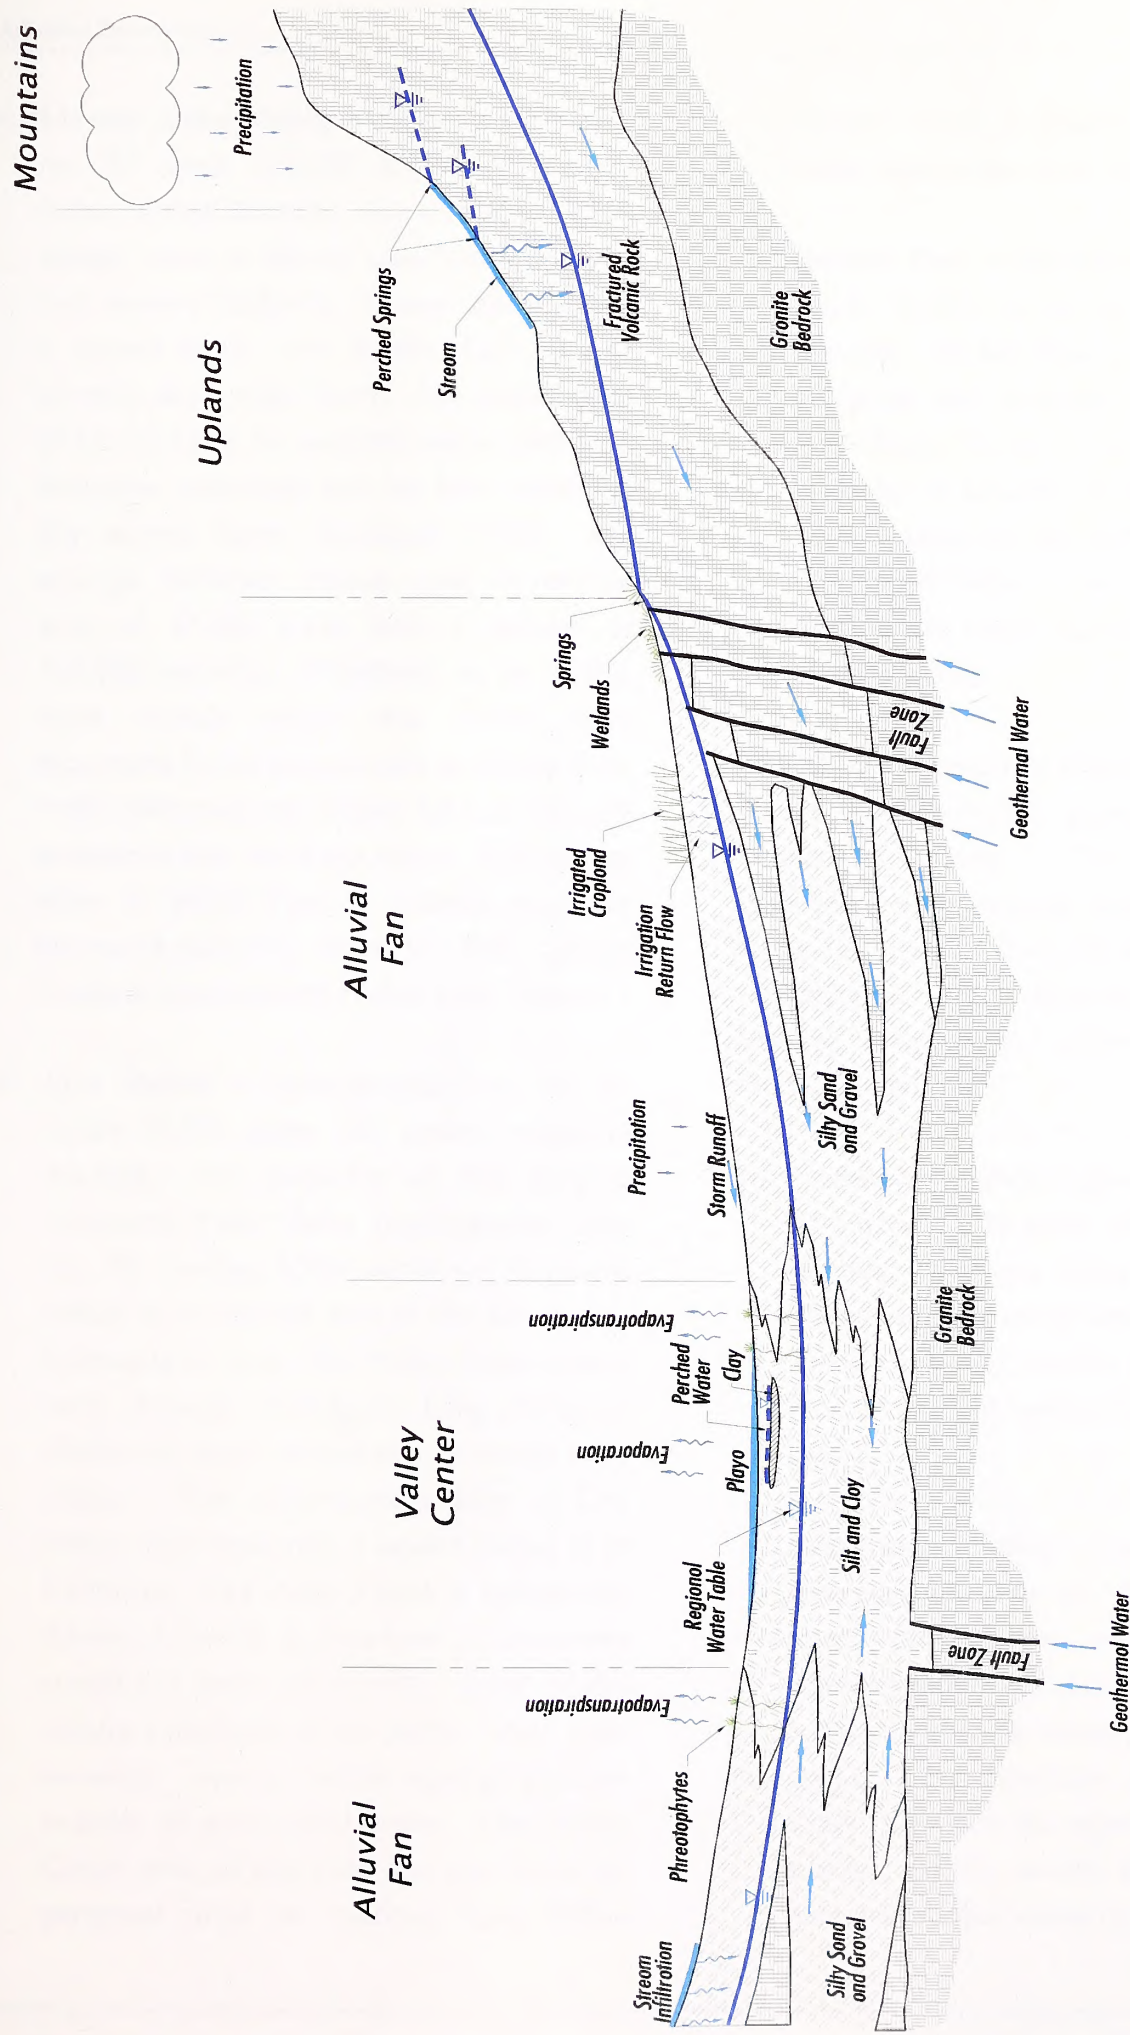 Mountains
Uplands
Alluvial
Fan
Valley
Center
Alluvial
Fan
Precipitation
Perched Springs
Stream
Fractured
Volcanic Rock
Granite
Bedrock
Springs
Wetlands
Fault
Zone
Geothermal Water
Irrigated
Cropland
Irrigation
Return Flow
Precipitation
Storm Runoff
Silty Sand
and Gravel
Evapotranspiration
Clay
Perched
Water
Evaporation
Playa
Granite
Bedrock
Silt and Clay
Regional
Water Table
Fault Zone
Geothermal Water
Evapotranspiration
Phreatophytes
Stream
Infiltration
Silty Sand
and Gravel